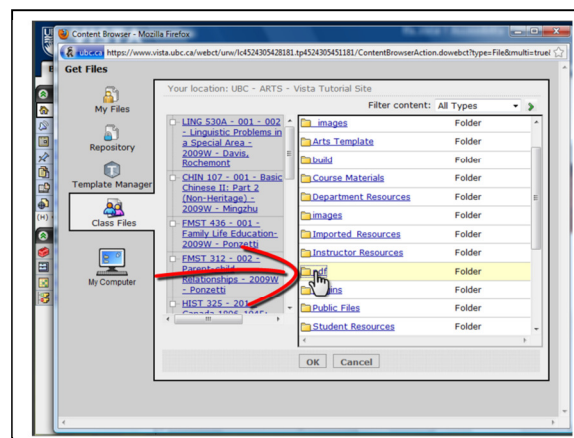 Content Browser - Mozilla Firefox
ubc.ca https://www.vista.ubc.ca/webct/urw/lc4524305428181.tp4524305451181/ContentBrowserAction.dowebct?type=File&multi=truel
Get Files
Your location: UBC - ARTS - Vista Tutorial Site
Filter content: All Types
My Files
Repository
Template Manager
Class Files
My Computer
LING 530A - 001 - 002
- Linguistic Problems in
a Special Area -
2009W - Davis,
Rochemont
CHIN 107 - 001 - Basic
Chinese II: Part 2
(Non-Heritage) -
2009W - Mingzhu
FMST 436 - 001 -
Family Life Education-
2009W - Ponzetti
FMST 312 - 002 -
Parent-child
Relationships - 2009W
- Ponzetti
HIST 325 - 201
Canada 1896-1945:
_images Folder
Arts Template Folder
build Folder
Course Materials Folder
Department Resources Folder
images Folder
Imported_Resources Folder
Instructor Resources Folder
pdf Folder
Folder
Public Files Folder
Student Resources Folder
OK Cancel